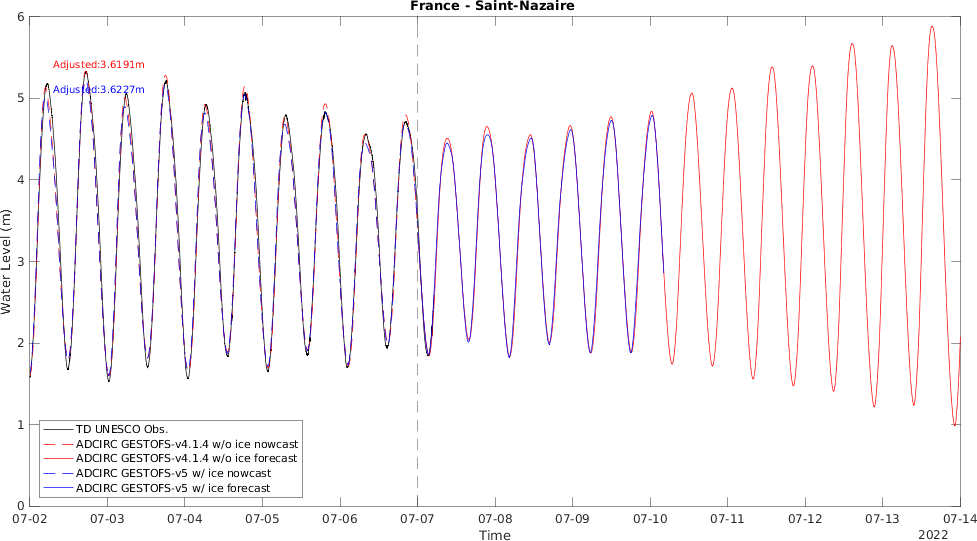 France - Saint-Nazaire
Water Level (m)
6
5
4
3
2
1
0
Adjusted:3.6191m
Adjusted:3.6227m
TD UNESCO Obs.
ADCIRC GESTOFS-v4.1.4 w/o ice nowcast
ADCIRC GESTOFS-v4.1.4 w/o ice forecast
ADCIRC GESTOFS-v5 w/ ice nowcast
ADCIRC GESTOFS-v5 w/ ice forecast
07-02 07-03 07-04 07-05 07-06 07-07 07-08 07-09 07-10 07-11 07-12 07-13 07-14
Time
2022